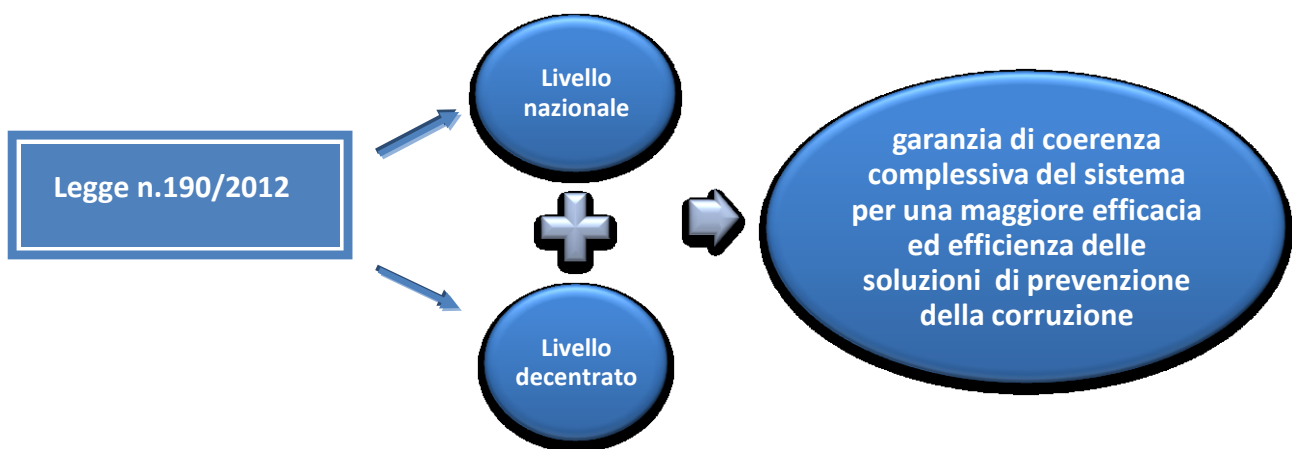 Legge n.190/2012
Livello
nazionale
Livello
decentrato
garanzia di coerenza
complessiva del sistema
per una maggiore efficacia
ed efficienza delle
soluzioni di prevenzione
della corruzione